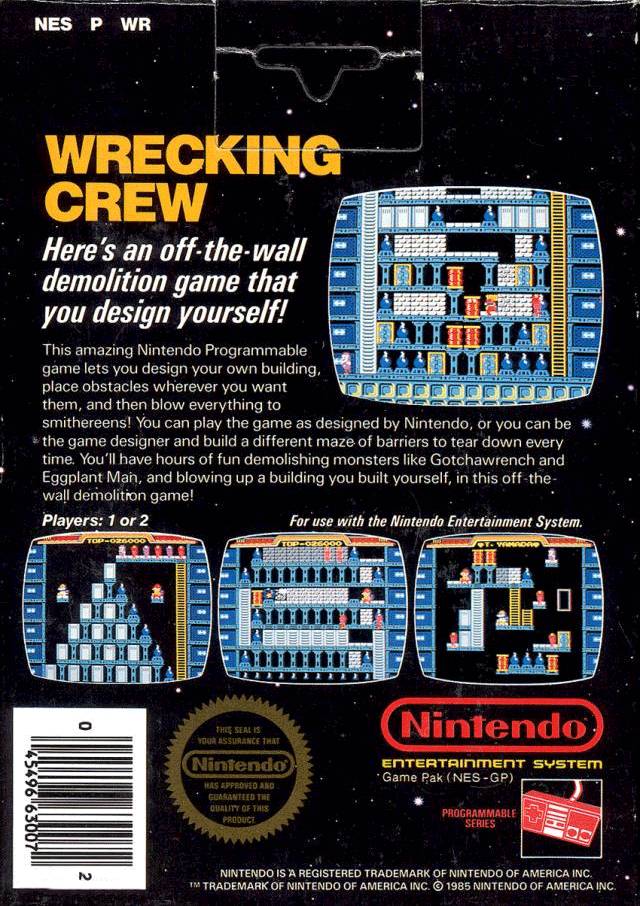 NES P WR
WRECKING
CREW
Here's an off-the-wall
demolition game that
you design yourself!
This amazing Nintendo Programmable
game lets you design your own building,
place obstacles wherever you want
them, and then blow everything to
smithereens! You can play the game as designed by Nintendo, or you can be
the game designer and build a different maze of barriers to tear down every
time. You'll have hours of fun demolishing monsters like Gotchawrench and
Eggplant Man, and blowing up a building you built yourself, in this off-the-
wall demolition game!
Players: 1 or 2
For use with the Nintendo Entertainment System.
TOP-026000
TOP-026000
T. YAMADA
0
45496 63007
2
THIS SEAL IS
YOUR ASSURANCE THAT
Nintendo
HAS APPROVED AND
GUARANTEED THE
QUALITY OF THIS
PRODUCT
Nintendo
ENTERTAINMENT SYSTEM
Game Pak (NES-GP)
PROGRAMMABLE
SERIES
NINTENDO IS A REGISTERED TRADEMARK OF NINTENDO OF AMERICA INC.
TM TRADEMARK OF NINTENDO OF AMERICA INC. © 1985 NINTENDO OF AMERICA INC.